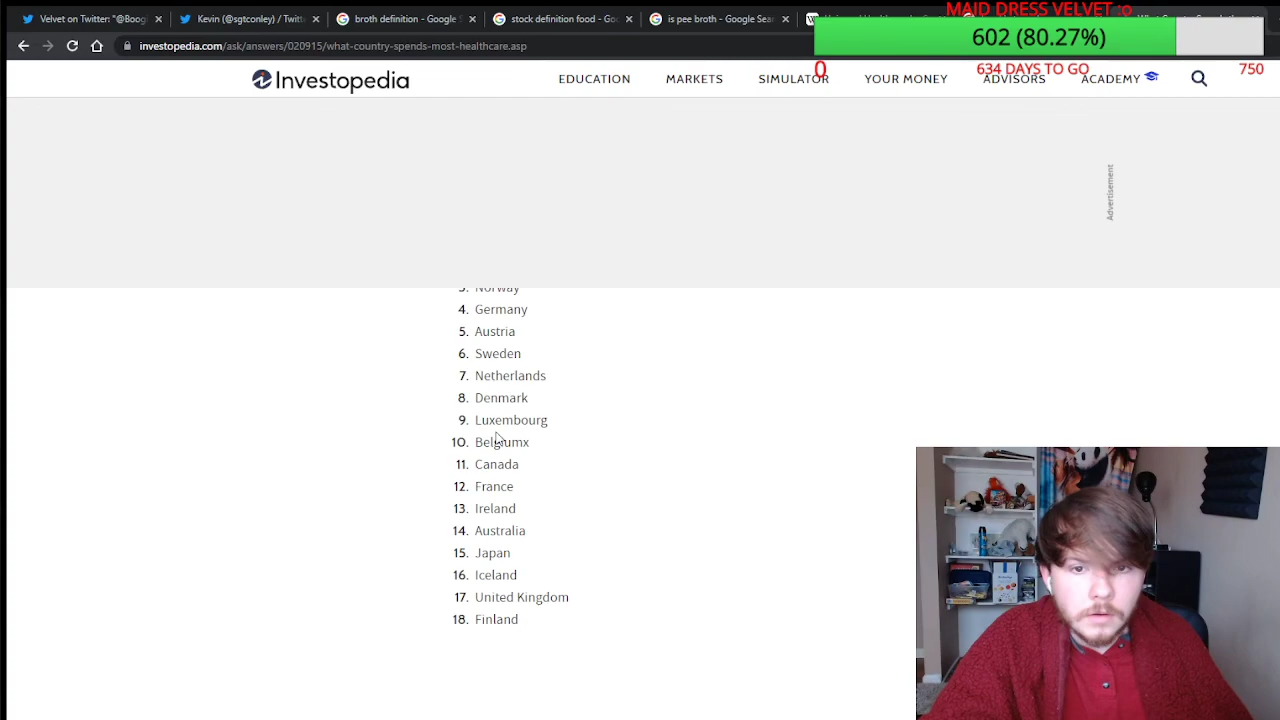 MAID DRESS VELVET :o
Velvet on Twitter: "@Boog
Kevin (@sgtconley) / Twitt
broth definition - Google S
stock definition food - Goo
is pee broth - Google Sear
602 (80.27%)
investopedia.com/ask/answers/020915/what-country-spends-most-healthcare.asp
0
634 DAYS TO GO
750
Investopedia
EDUCATION
MARKETS
SIMULATOR
YOUR MONEY
ADVISORS
ACADEMY
Advertisement
3. Norway
4. Germany
5. Austria
6. Sweden
7. Netherlands
8. Denmark
9. Luxembourg
10. Belgiumx
11. Canada
12. France
13. Ireland
14. Australia
15. Japan
16. Iceland
17. United Kingdom
18. Finland